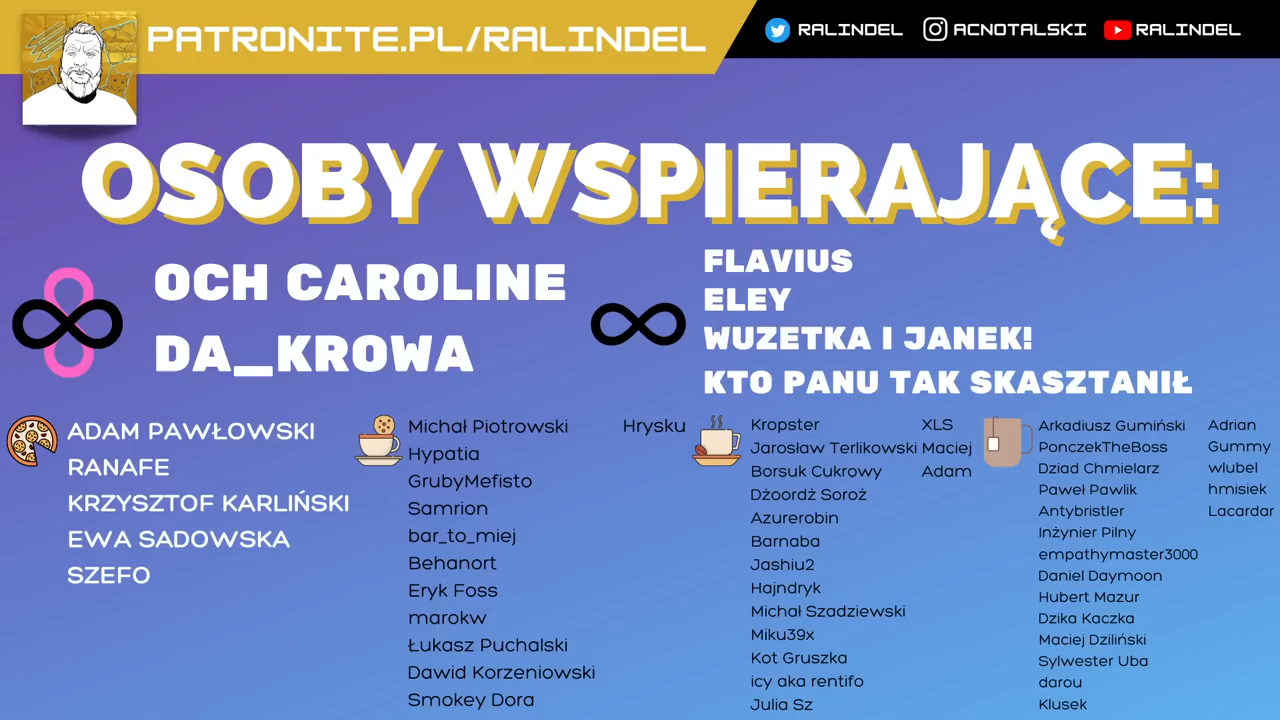 PATRONITE.PL/RALINDEL
RALINDEL
ACNOTALSKI
RALINDEL
OSOBY WSPIERAJĄCE:
OCH CAROLINE
DA_KROWA
FLAVIUS
ELEY
WUZETKA I JANEK!
KTO PANU TAK SKASZTANIŁ
ADAM PAWŁOWSKI
RANAFE
KRZYSZTOF KARLIŃSKI
EWA SADOWSKA
SZEFO
Michał Piotrowski
Hypatia
GrubyMefisto
Samrion
bar_to_miej
Behanort
Eryk Foss
marokw
Łukasz Puchalski
Dawid Korzeniowski
Smokey Dora
Hrysku
Kropster
Jarosław Terlikowski
Borsuk Cukrowy
Dżoordż Soroż
Azurerobin
Barnaba
Jashiu2
Hajndryk
Michał Szadziewski
Miku39x
Kot Gruszka
icy aka rentifo
Julia Sz
XLS
Maciej
Adam
Arkadiusz Gumiński
PonczekTheBoss
Dziad Chmielarz
Paweł Pawlik
Antybristler
Inżynier Pilny
empathymaster3000
Daniel Daymoon
Hubert Mazur
Dzika Kaczka
Maciej Dziliński
Sylwester Uba
darou
Klusek
Adrian
Gummy
wlubel
hmisiek
Lacardar